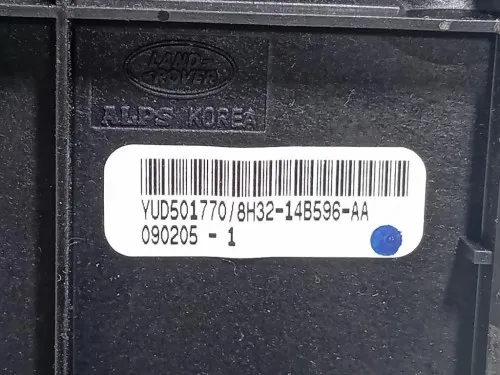 LAND-
ROVER
ALPS KOREA
YUD501770/8H32-14B596-AA
090205 - 1